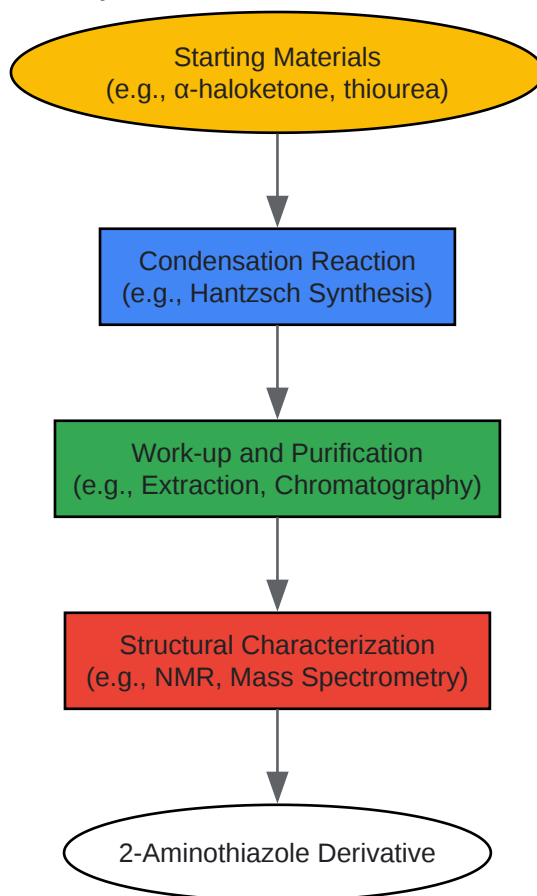 Starting Materials
(e.g., α-haloketone, thiourea)
Condensation Reaction
(e.g., Hantzsch Synthesis)
Work-up and Purification
(e.g., Extraction, Chromatography)
Structural Characterization
(e.g., NMR, Mass Spectrometry)
2-Aminothiazole Derivative